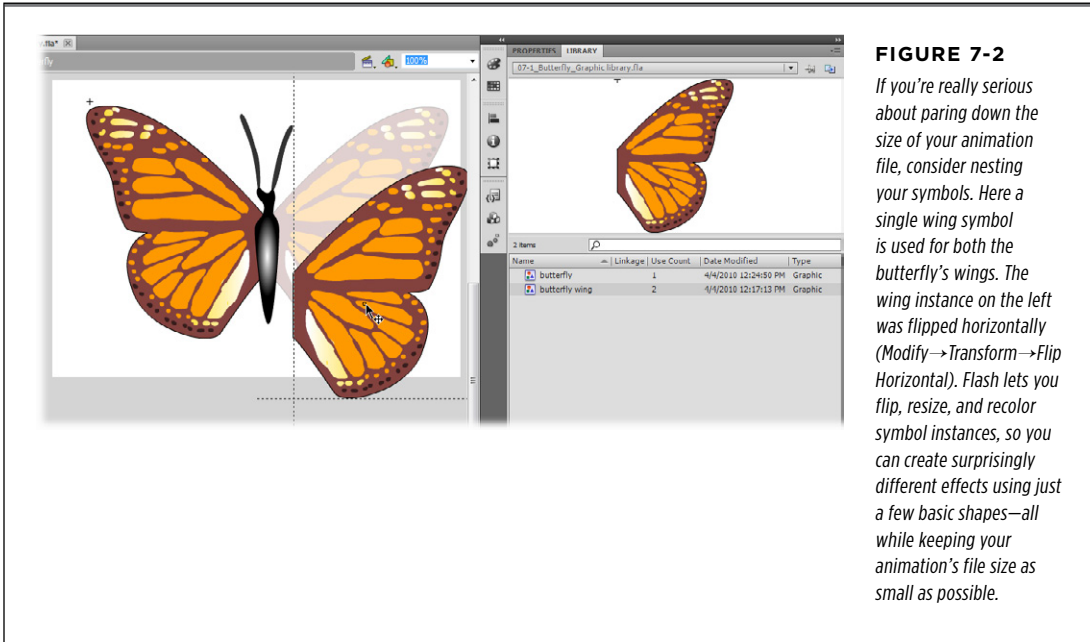 .fla*
fly
100%
PROPERTIES LIBRARY
07-1_Butterfly_Graphic library.fla
2 items
Name Linkage Use Count Date Modified Type
butterfly 1 4/4/2010 12:24:50 PM Graphic
butterfly wing 2 4/4/2010 12:17:13 PM Graphic
FIGURE 7-2
If you're really serious
about paring down the
size of your animation
file, consider nesting
your symbols. Here a
single wing symbol
is used for both the
butterfly's wings. The
wing instance on the left
was flipped horizontally
(Modify→Transform→Flip
Horizontal). Flash lets you
flip, resize, and recolor
symbol instances, so you
can create surprisingly
different effects using just
a few basic shapes—all
while keeping your
animation's file size as
small as possible.